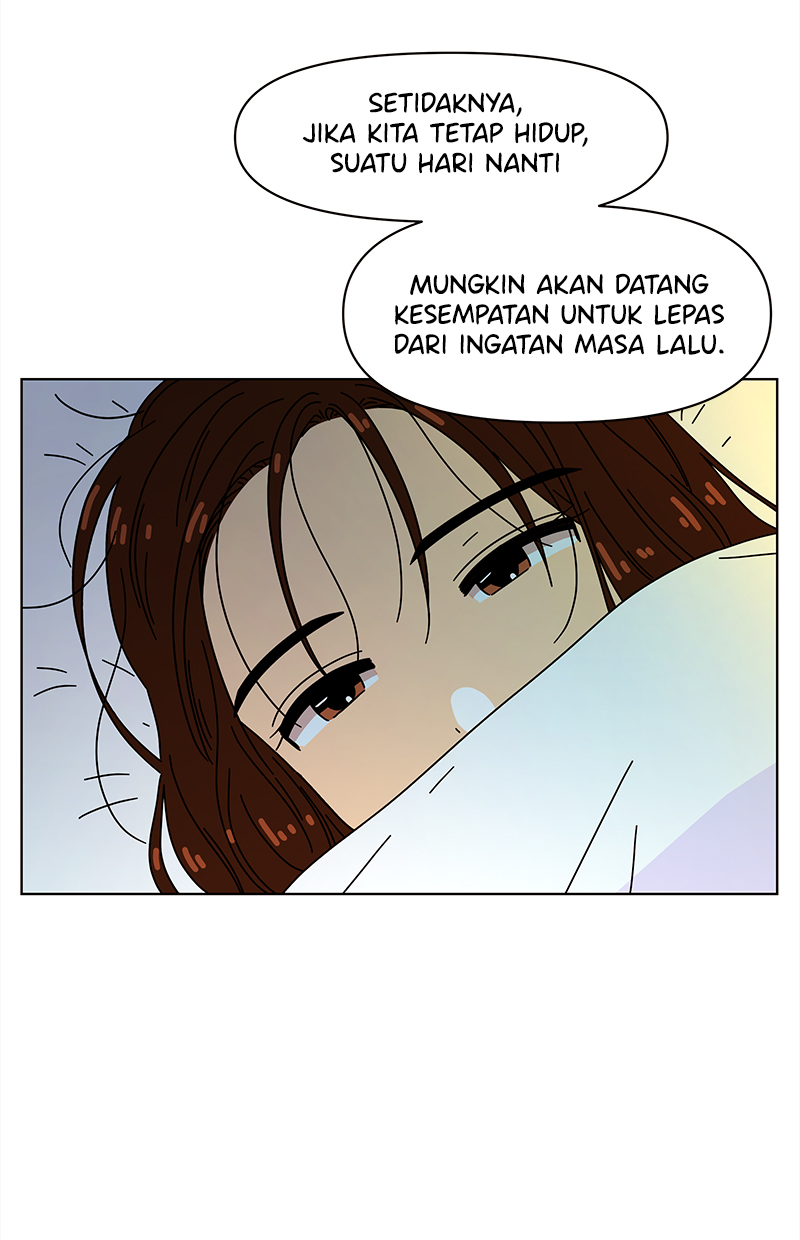 SETIDAKNYA,
JIKA KITA TETAP HIDUP,
SUATU HARI NANTI
MUNGKIN AKAN DATANG
KESEMPATAN UNTUK LEPAS
DARI INGATAN MASA LALU.